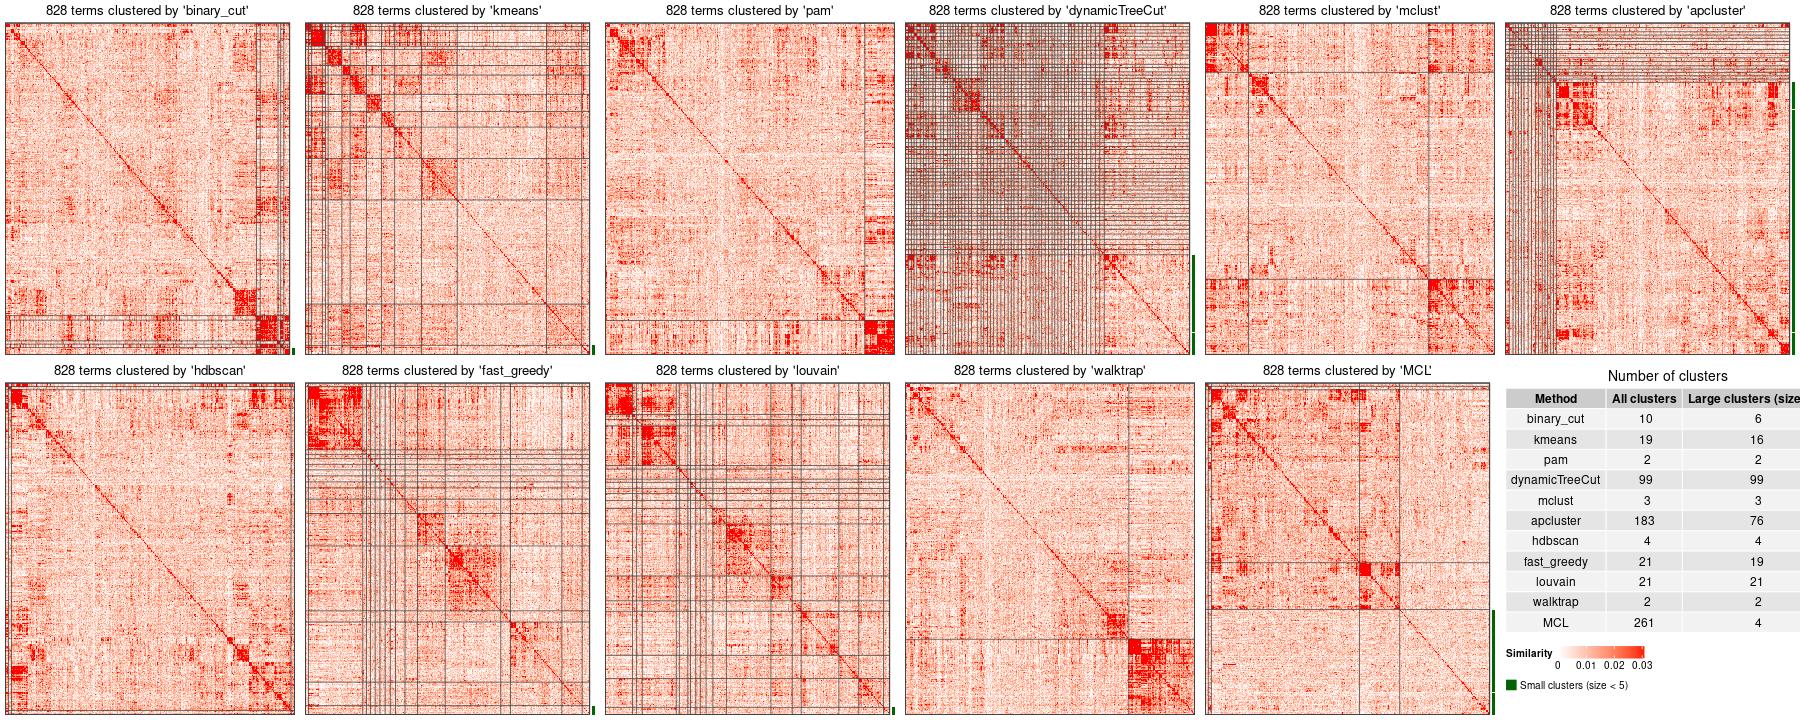 828 terms clustered by 'binary_cut'
828 terms clustered by 'kmeans'
828 terms clustered by 'pam'
828 terms clustered by 'dynamicTreeCut'
828 terms clustered by 'mclust'
828 terms clustered by 'apcluster'
828 terms clustered by 'hdbscan'
828 terms clustered by 'fast_greedy'
828 terms clustered by 'louvain'
828 terms clustered by 'walktrap'
828 terms clustered by 'MCL'
Number of clusters
Method All clusters Large clusters (size
binary_cut 10 6
kmeans 19 16
pam 2 2
dynamicTreeCut 99 99
mclust 3 3
apcluster 183 76
hdbscan 4 4
fast_greedy 21 19
louvain 21 21
walktrap 2 2
MCL 261 4
Similarity
0 0.01 0.02 0.03
Small clusters (size < 5)